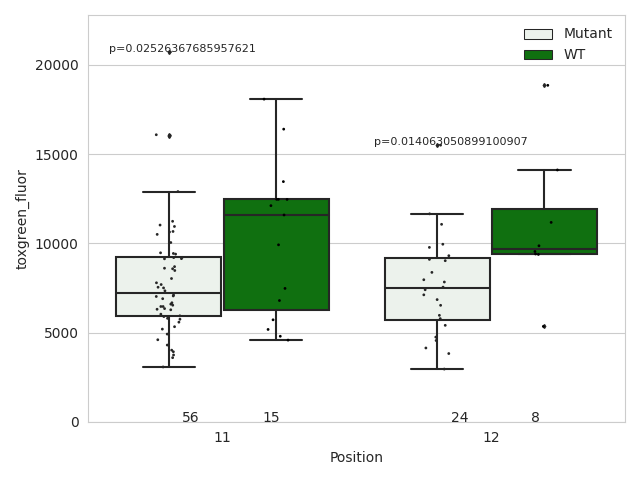 Mutant
WT
p=0.02526367685957621
p=0.014063050899100907
20000
15000
10000
5000
0
toxgreen_fluor
56 15 24 8
11 12
Position